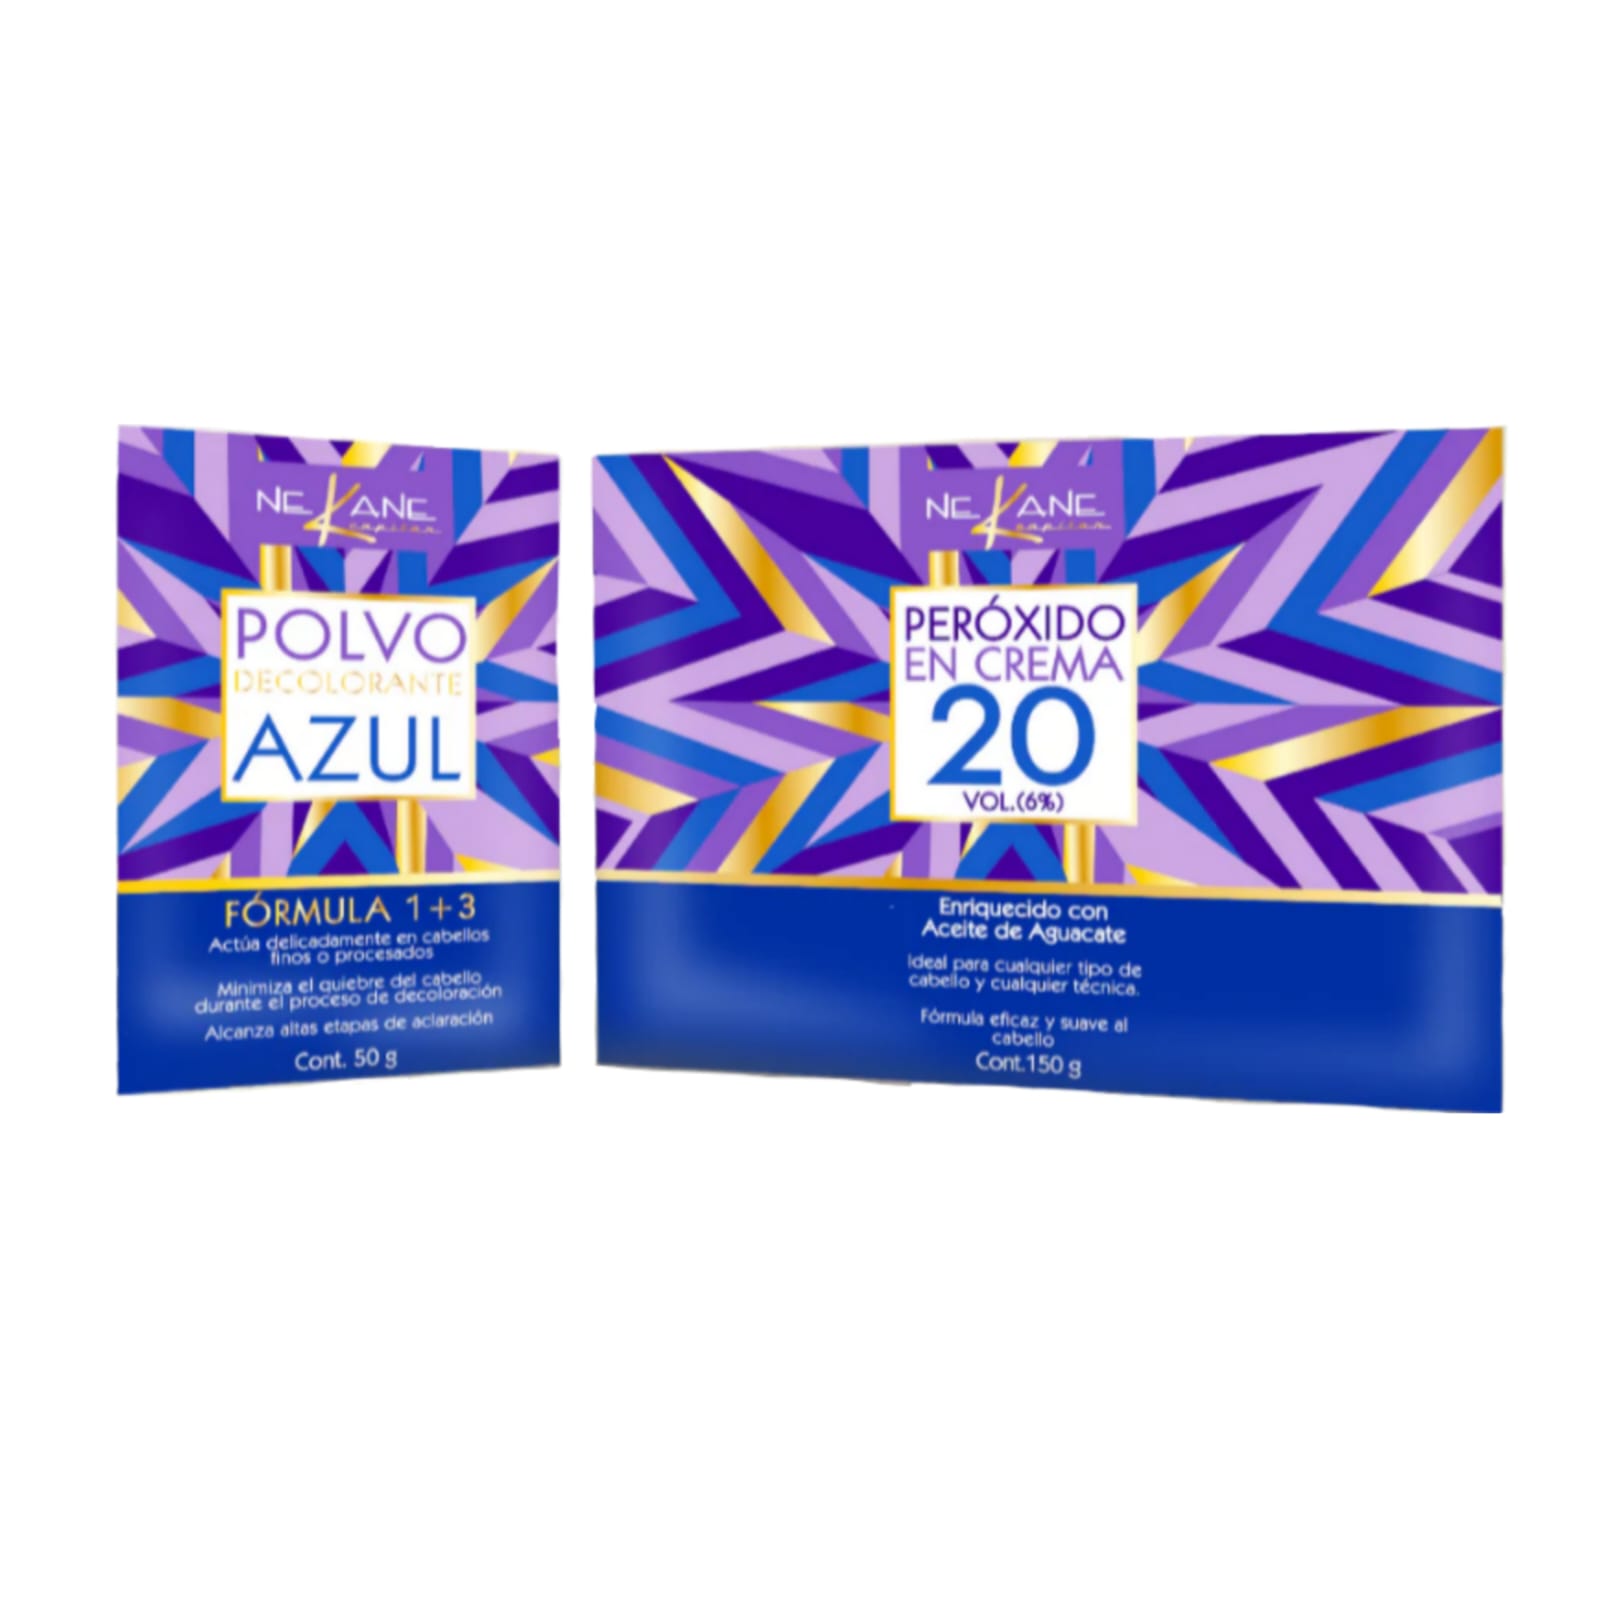 NEKANE
capilar
POLVO
DECOLORANTE
AZUL
FÓRMULA 1+3
Actúa delicadamente en cabellos
finos o procesados
Minimiza el quiebre del cabello
durante el proceso de decoloración
Alcanza altas etapas de aclaración
Cont. 50 g
NEKANE
capilar
PERÓXIDO
EN CREMA
20
VOL.(6%)
Enriquecido con
Aceite de Aguacate
Ideal para cualquier tipo de
cabello y cualquier técnica.
Fórmula eficaz y suave al
cabello
Cont.150 g